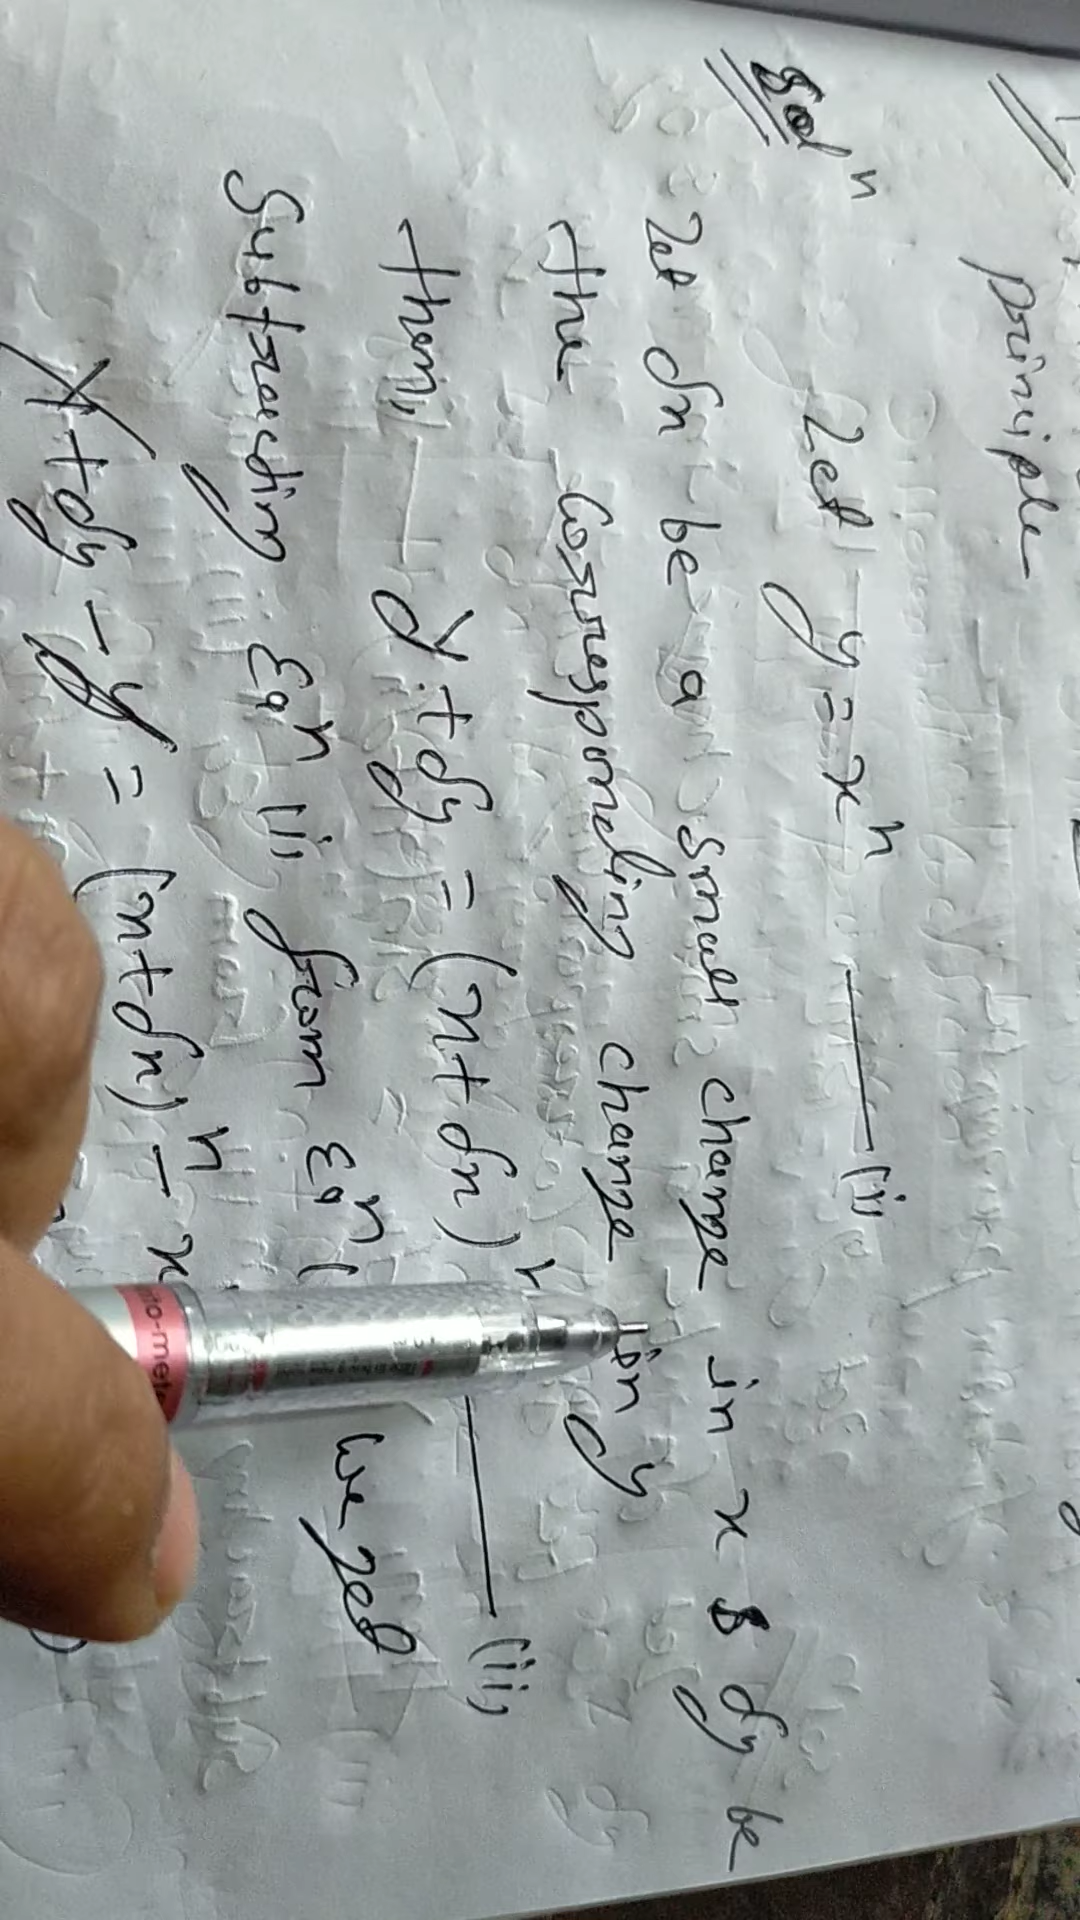 principle
Solⁿ
Let y = xⁿ —— (i)
Let δx be a small change in x & δy be
the corresponding change in y
then, y + δy = (x + δx)ⁿ —— (ii)
Subtracting Eqⁿ (i) from Eqⁿ ( we get
y + δy - y = (x + δx)ⁿ - x